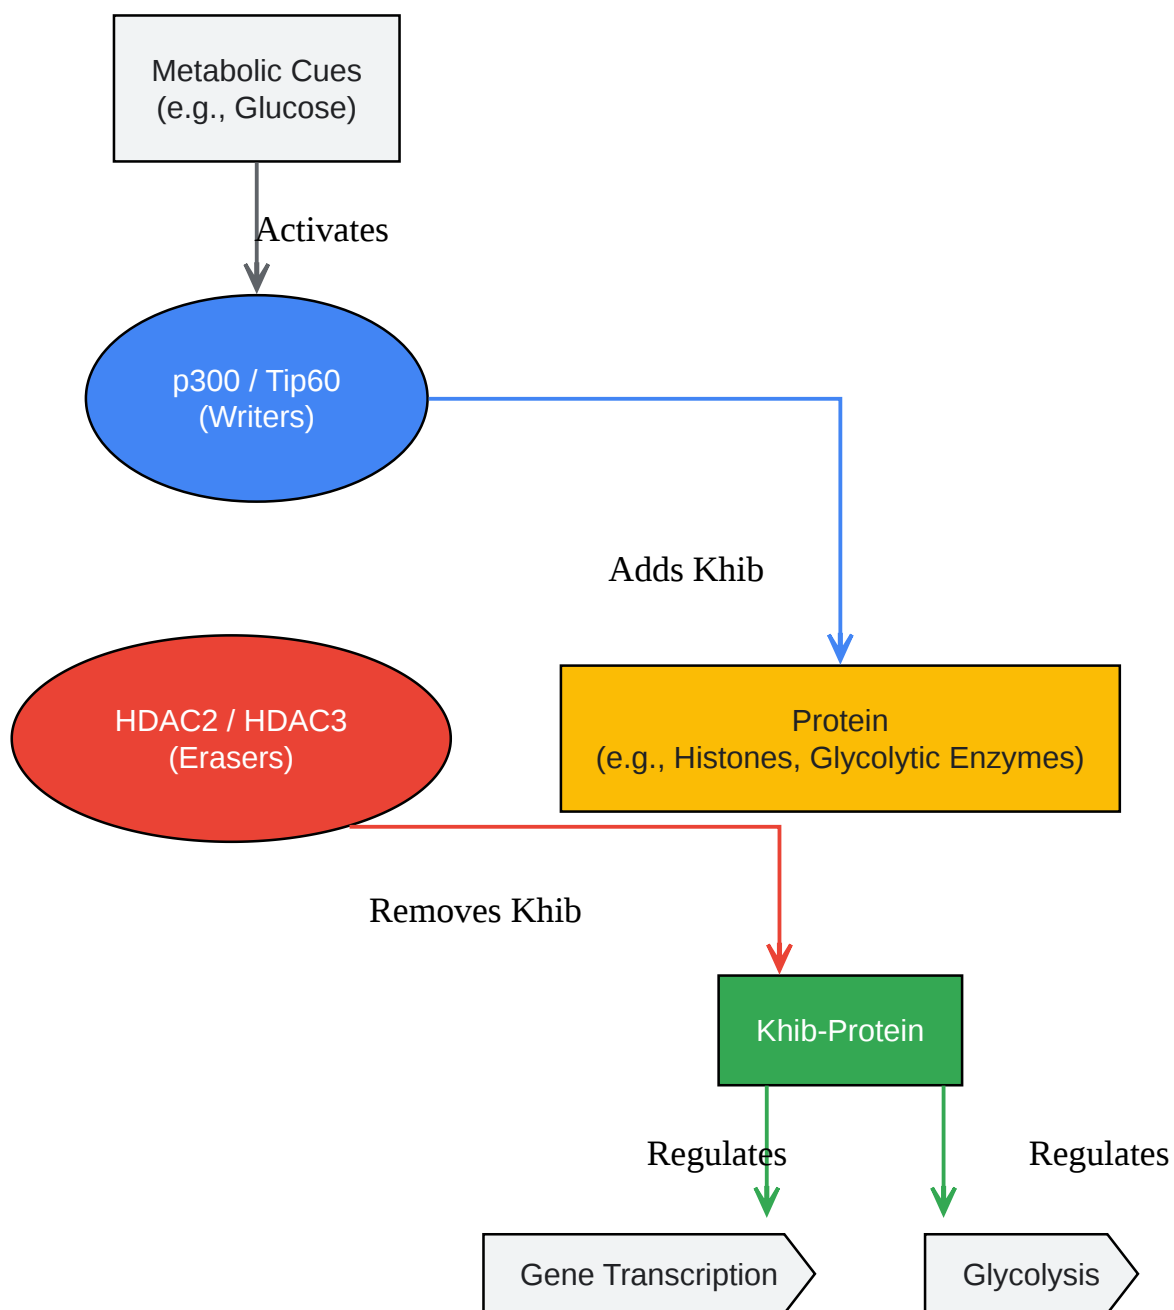 Metabolic Cues
(e.g., Glucose)
Activates
p300 / Tip60
(Writers)
Adds Khib
HDAC2 / HDAC3
(Erasers)
Protein
(e.g., Histones, Glycolytic Enzymes)
Removes Khib
Khib-Protein
Regulates
Regulates
Gene Transcription
Glycolysis